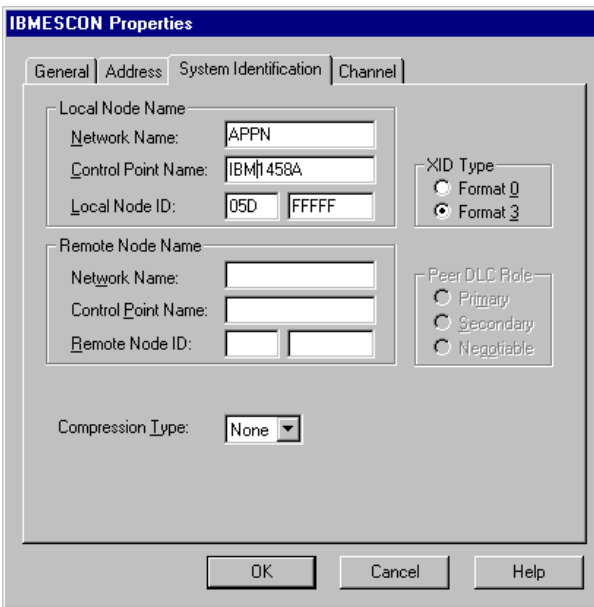 IBMESCON Properties
General Address System Identification Channel
Local Node Name
Network Name: APPN
Control Point Name: IBM1458A
Local Node ID: 05D FFFFF
XID Type
Format 0
Format 3
Remote Node Name
Network Name:
Control Point Name:
Remote Node ID:
Peer DLC Role
Primary
Secondary
Negotiable
Compression Type: None
OK Cancel Help